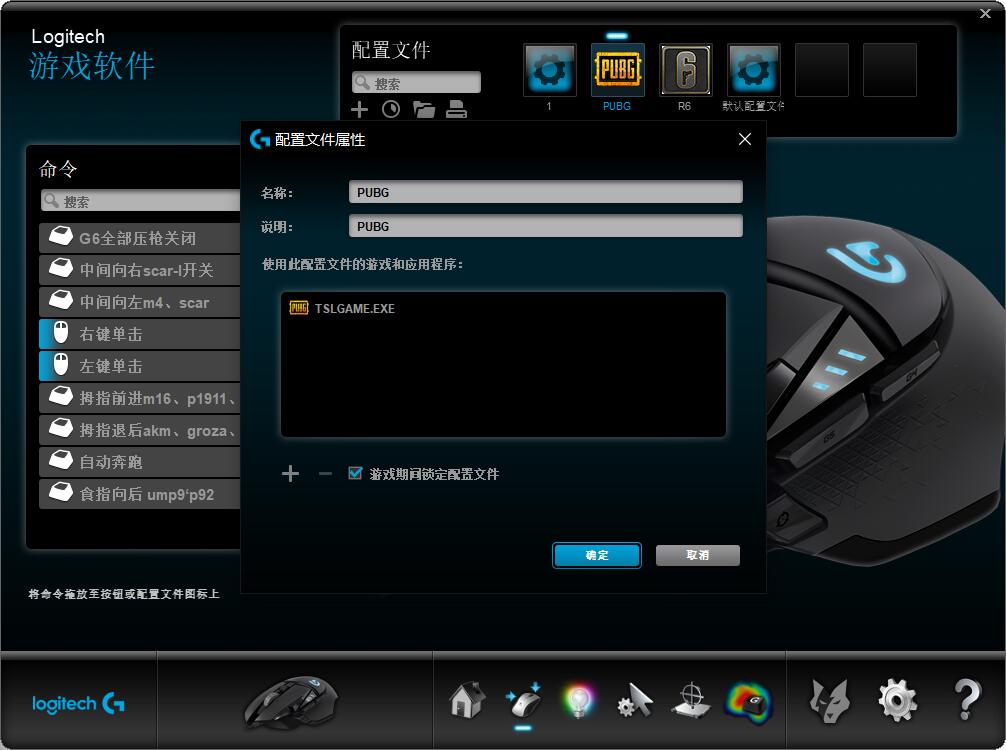 Logitech
游戏软件
配置文件
搜索
1
PUBG
PUBG
6
R6
默认配置文件
命令
搜索
G6全部压枪关闭
中间向右scar-l开关
中间向左m4、scar
右键单击
左键单击
拇指前进m16、p1911、
拇指退后akm、groza、
自动奔跑
食指向后 ump9‘p92
将命令拖放至按钮或配置文件图标上
配置文件属性
名称：
PUBG
说明：
PUBG
使用此配置文件的游戏和应用程序：
PUBG
TSLGAME.EXE
游戏期间锁定配置文件
确定
取消
G4
G5
logitech G